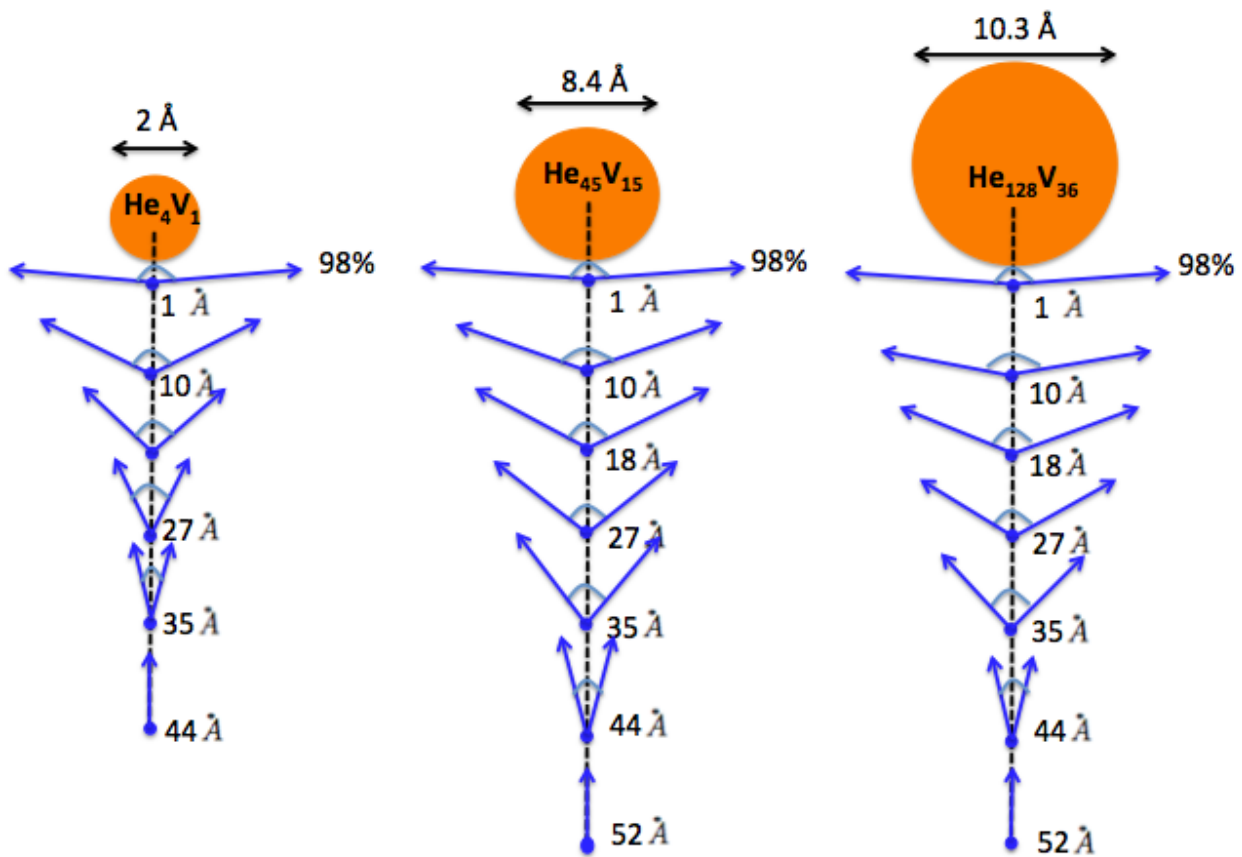 2 Å
He4V1
98%
1 Å
10 Å
27 Å
35 Å
44 Å
8.4 Å
He45V15
98%
1 Å
10 Å
18 Å
27 Å
35 Å
44 Å
52 Å
10.3 Å
He128V36
98%
1 Å
10 Å
18 Å
27 Å
35 Å
44 Å
52 Å